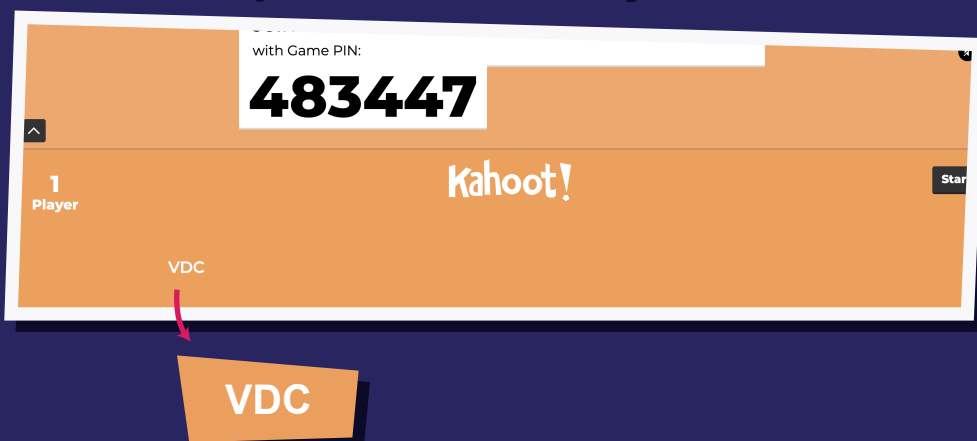 with Game PIN:
483447
1
Player
Kahoot!
VDC
VDC